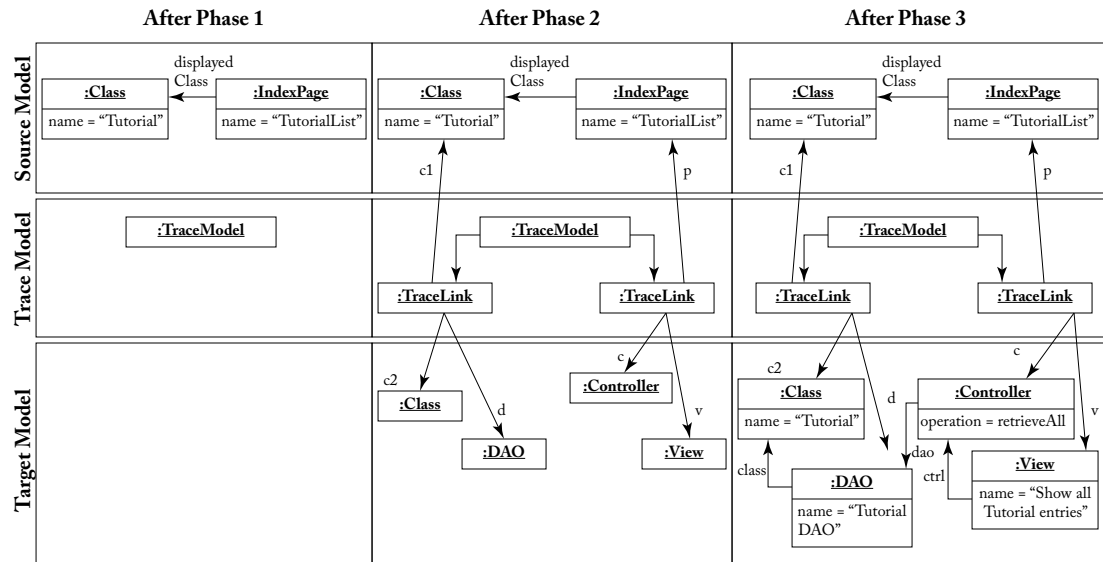 After Phase 1
After Phase 2
After Phase 3
Source Model
displayed
Class
:Class
name = “Tutorial”
:IndexPage
name = “TutorialList”
displayed
Class
:Class
name = “Tutorial”
:IndexPage
name = “TutorialList”
c1
p
displayed
Class
:Class
name = “Tutorial”
:IndexPage
name = “TutorialList”
c1
p
Trace Model
:TraceModel
:TraceModel
:TraceLink
:TraceLink
:TraceModel
:TraceLink
:TraceLink
Target Model
c2
:Class
d
:DAO
c
:Controller
v
:View
c2
:Class
name = “Tutorial”
d
c
:Controller
operation = retrieveAll
v
class
dao
ctrl
:DAO
name = “Tutorial
DAO”
:View
name = “Show all
Tutorial entries”